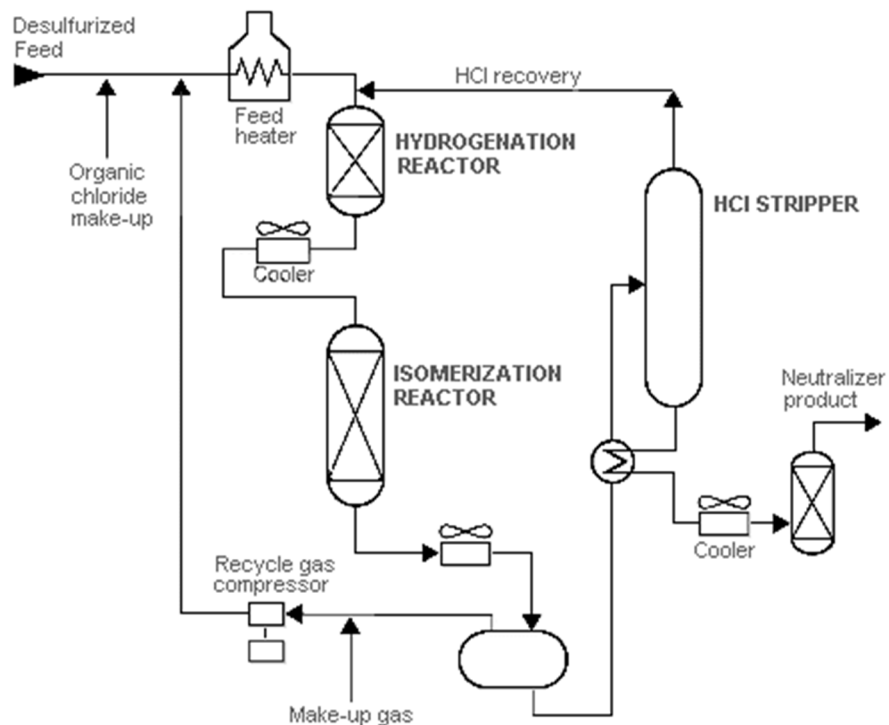 Desulfurized
Feed
HCl recovery
Feed
heater
HYDROGENATION
REACTOR
Organic
chloride
make-up
HCl STRIPPER
Cooler
ISOMERIZATION
REACTOR
Neutralizer
product
Cooler
Recycle gas
compressor
Make-up gas